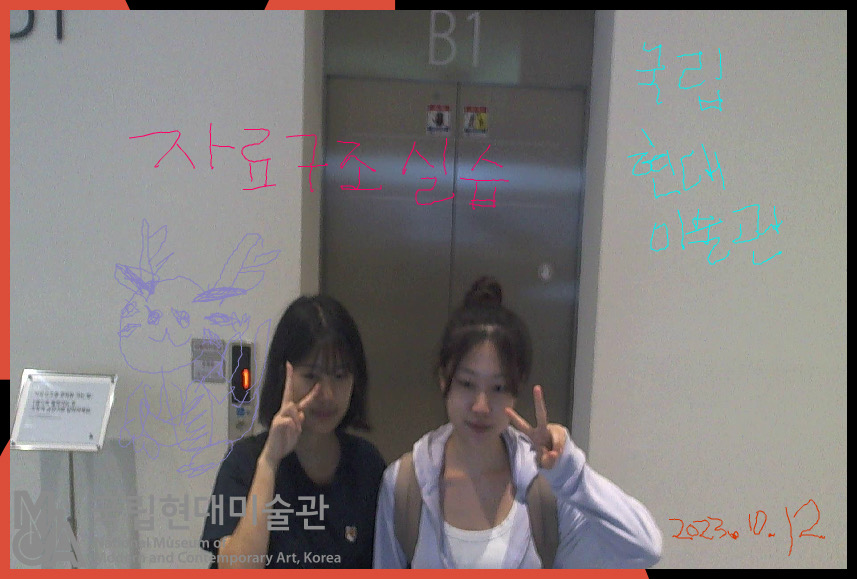 B1
B1
국립
자료구조 실습
현대
미술관
1
국립현대미술관
National Museum of
Modern and Contemporary Art, Korea
2023.10.12.